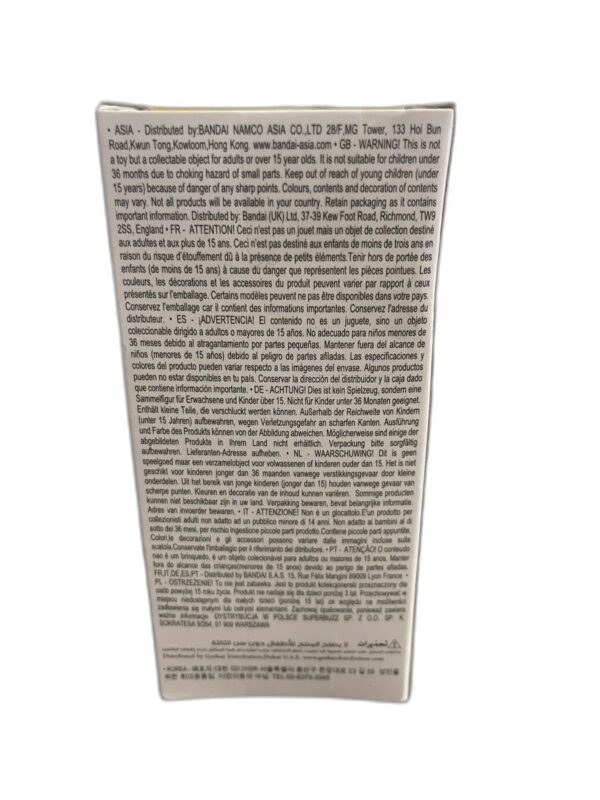 • ASIA - Distributed by:BANDAI NAMCO ASIA CO.,LTD 28/F,MG Tower, 133 Hoi Bun
Road,Kwun Tong,Kowloom,Hong Kong. www.bandai-asia.com • GB - WARNING! This is not
a toy but a collectable object for adults or over 15 year olds. It is not suitable for children under
36 months due to choking hazard of small parts. Keep out of reach of young children (under
15 years) because of danger of any sharp points. Colours, contents and decoration of contents
may vary. Not all products will be available in your country. Retain packaging as it contains
important information. Distributed by: Bandai (UK) Ltd, 37-39 Kew Foot Road, Richmond, TW9
2SS, England • FR - ATTENTION! Ceci n'est pas un jouet mais un objet de collection destiné
aux adultes et aux plus de 15 ans. Ceci n'est pas destiné aux enfants de moins de trois ans en
raison du risque d'étouffement dû à la présence de petits éléments.Tenir hors de portée des
enfants (de moins de 15 ans) à cause du danger que représentent les pièces pointues. Les
couleurs, les décorations et les accessoires du produit peuvent varier par rapport à ceux
présentés sur l'emballage. Certains modèles peuvent ne pas être disponibles dans votre pays.
Conservez l'emballage car il contient des informations importantes. Conservez l'adresse du
distributeur. • ES - ¡ADVERTENCIA! El contenido no es un juguete, sino un objeto
coleccionable dirigido a adultos o mayores de 15 años. No adecuado para niños menores de
36 meses debido al atragantamiento por partes pequeñas. Mantener fuera del alcance de
niños (menores de 15 años) debido al peligro de partes afiladas. Las especificaciones y
colores del producto pueden variar respecto a las imágenes del envase. Algunos productos
pueden no estar disponibles en tu país. Conservar la dirección del distribuidor y la caja dado
que contiene información importante. • DE - ACHTUNG! Dies ist kein Spielzeug, sondern eine
Sammelfigur für Erwachsene und Kinder über 15. Nicht für Kinder unter 36 Monaten geeignet.
Enthält kleine Teile, die verschluckt werden können. Außerhalb der Reichweite von Kindern
(unter 15 Jahren) aufbewahren, wegen Verletzungsgefahr an scharfen Kanten. Ausführung
und Farbe des Produkts können von der Abbildung abweichen. Möglicherweise sind einige der
abgebildeten Produkte in Ihrem Land nicht erhältlich. Verpackung bitte sorgfältig
aufbewahren. Lieferanten-Adresse aufheben. • NL - WAARSCHUWING! Dit is geen
speelgoed maar een verzamelobject voor volwassenen of kinderen ouder dan 15. Het is niet
geschikt voor kinderen jonger dan 36 maanden vanwege verstikkingsgevaar door kleine
onderdelen. Uit het bereik van jonge kinderen (jonger dan 15) houden vanwege gevaar van
scherpe punten. Kleuren en decoratie van de inhoud kunnen variëren. Sommige producten
kunnen niet beschikbaar zijn in uw land. Verpakking bewaren, bevat belangrijke informatie.
Adres van invoerder bewaren. • IT - ATTENZIONE! Non è un giocattolo.E'un prodotto per
collezionisti adulti non adatto ad un pubblico minore di 14 anni. Non adatto ai bambini al di
sotto dei 36 mesi, per rischio ingestione piccole parti prodotto.Contiene piccole parti appuntite.
Colori,le decorazioni e gli accessori possono variare dalle immagini incluse sulla
scatola.Conservate l'imballagio per il riferimento del ditributore. • PT - ATENÇÃO! O conteudo
nao é um brinquedo, é um objeto colecionável para adultos ou maiores de 15 anos. Manter
fora do alcance das crianças(menores de 15 anos) devido ao perigo de partes afiladas.
FR,IT,DE,ES,PT - Distributed by BANDAI S.A.S. 15, Rue Félix Mangini 69009 Lyon France •
PL - OSTRZEŻENIE! To nie jest zabawka. Jest to produkt kolekcjonerski przeznaczony dla
osób powyżej 15 roku życia. Produkt nie nadaje się dla dzieci poniżej 3 lat. Przechowywać w
miejscu niedostępnym dla małych dzieci (poniżej 15 lat) ze względu na możliwość
zadławienia się małym lub ostrymi elementami. Zachowaj opakowanie, ponieważ zawiera
ważne informacje DYSTRYBUCJA W POLSCE SUPERBUZZ SP. Z O.O. SP. K.
SOKRATESA 9/264, 01 909 WARSZAWA
تحذيرات
Distributed by Geekay Distribution,Dubai U.A.E.
• KOREA - TEL:02-6373-3345